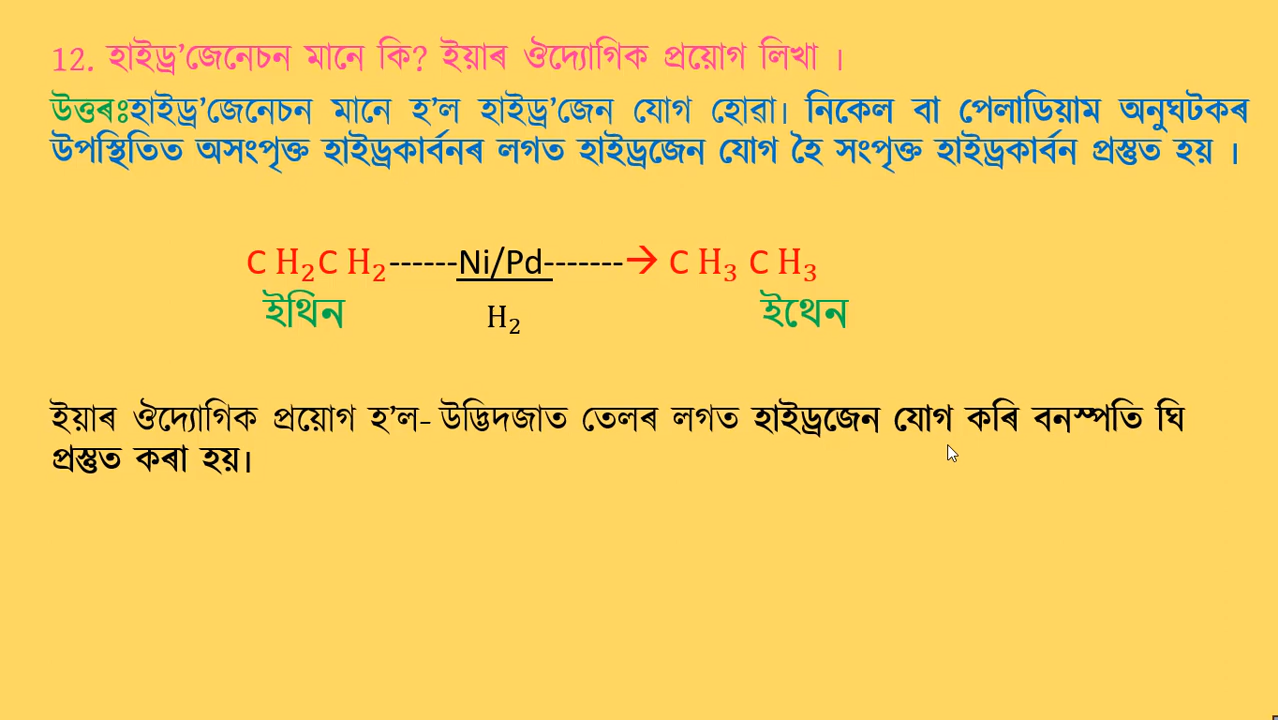 12. হাইড্ৰ’জেনেচন মানে কি? ইয়াৰ ঔদ্যোগিক প্ৰয়োগ লিখা ।
উত্তৰঃহাইড্ৰ’জেনেচন মানে হ’ল হাইড্ৰ’জেন যোগ হোৱা। নিকেল বা পেলাডিয়াম অনুঘটকৰ
উপস্থিতিত অসংপৃক্ত হাইড্ৰকাৰ্বনৰ লগত হাইড্ৰজেন যোগ হৈ সংপৃক্ত হাইড্ৰকাৰ্বন প্ৰস্তুত হয় ।
C H₂C H₂------Ni/Pd-------→ C H₃ C H₃
ইথিন H₂ ইথেন
ইয়াৰ ঔদ্যোগিক প্ৰয়োগ হ’ল- উদ্ভিদজাত তেলৰ লগত হাইড্ৰজেন যোগ কৰি বনস্পতি ঘি
প্ৰস্তুত কৰা হয়।